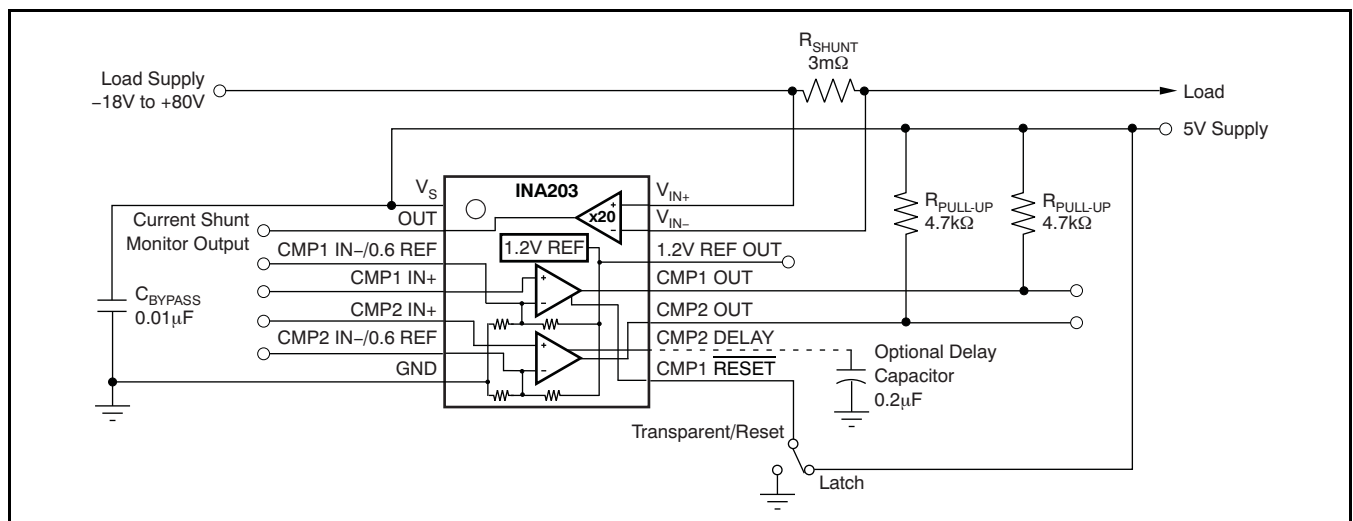 R_SHUNT
3mΩ
Load Supply
−18V to +80V
Load
5V Supply
V_S
INA203
V_IN+
OUT
x20
+
−
V_IN−
R_PULL-UP
4.7kΩ
R_PULL-UP
4.7kΩ
Current Shunt
Monitor Output
CMP1 IN−/0.6 REF
1.2V REF
1.2V REF OUT
CMP1 IN+
+
−
CMP1 OUT
C_BYPASS
0.01μF
CMP2 IN+
CMP2 OUT
CMP2 IN−/0.6 REF
+
−
CMP2 DELAY
Optional Delay
Capacitor
0.2μF
GND
CMP1 RESET
Transparent/Reset
Latch